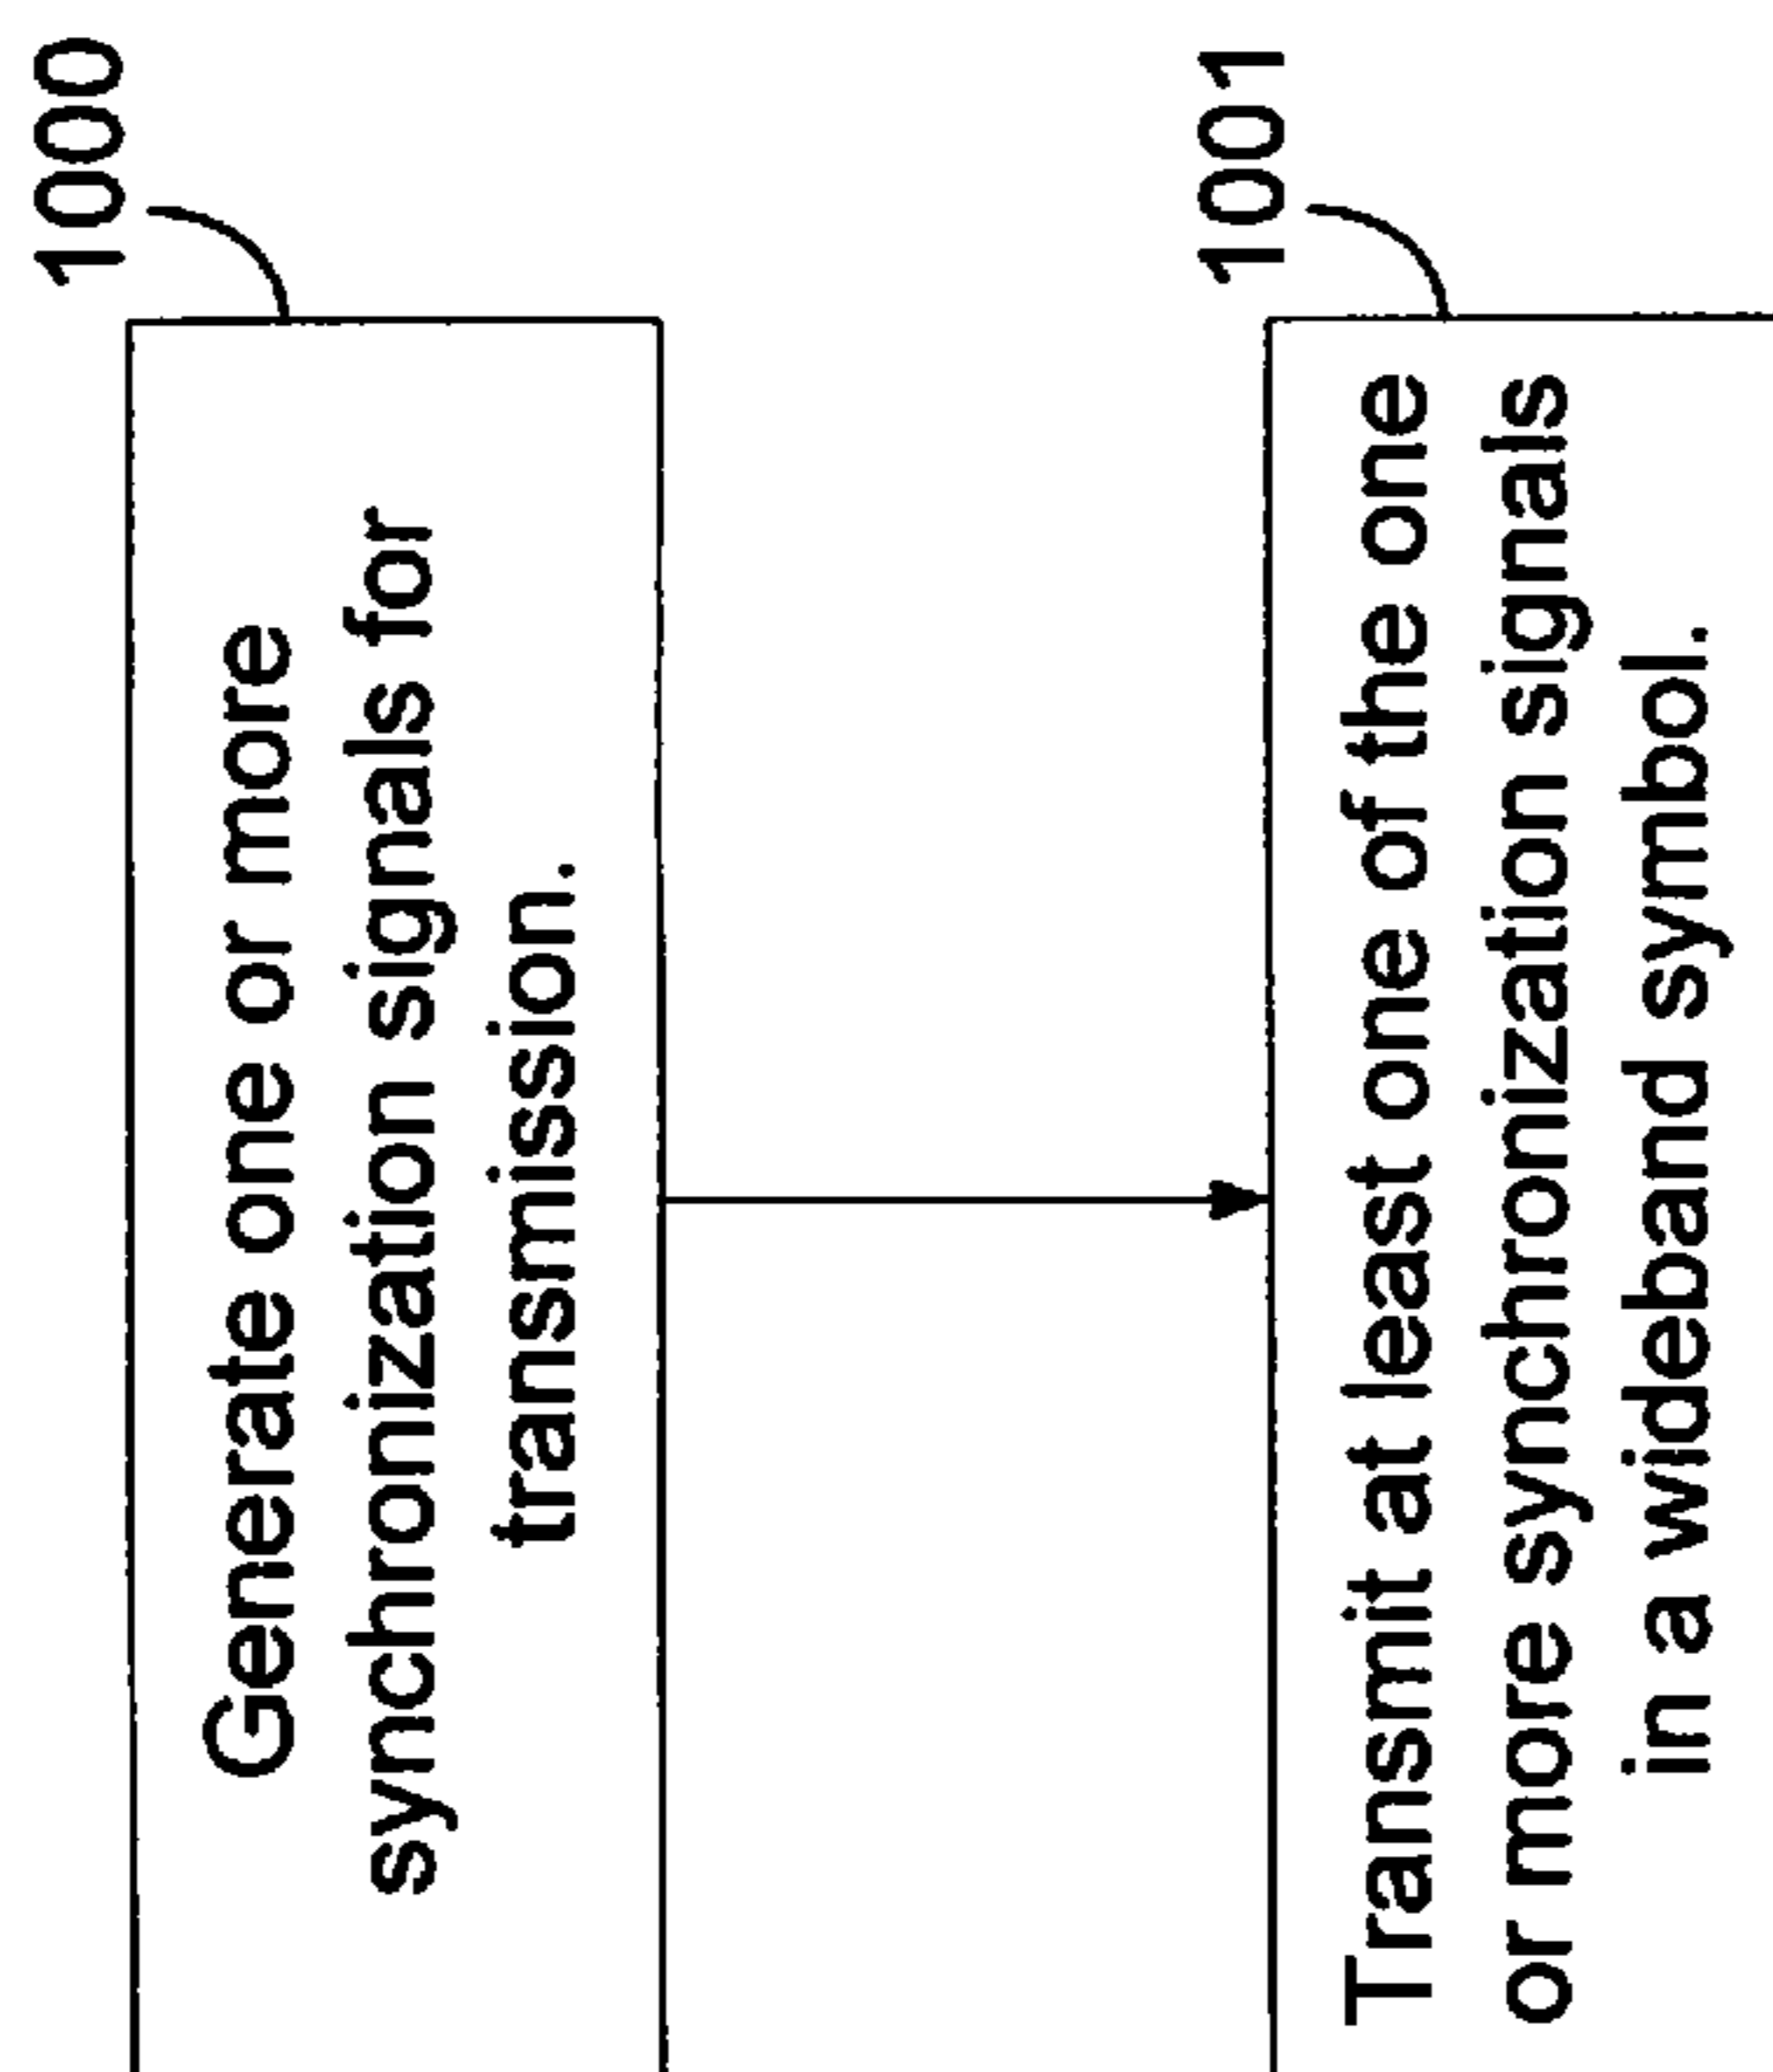 1000
Generate one or more
synchronization signals for
transmission.
1001
Transmit at least one of the one
or more synchronization signals
in a wideband symbol.